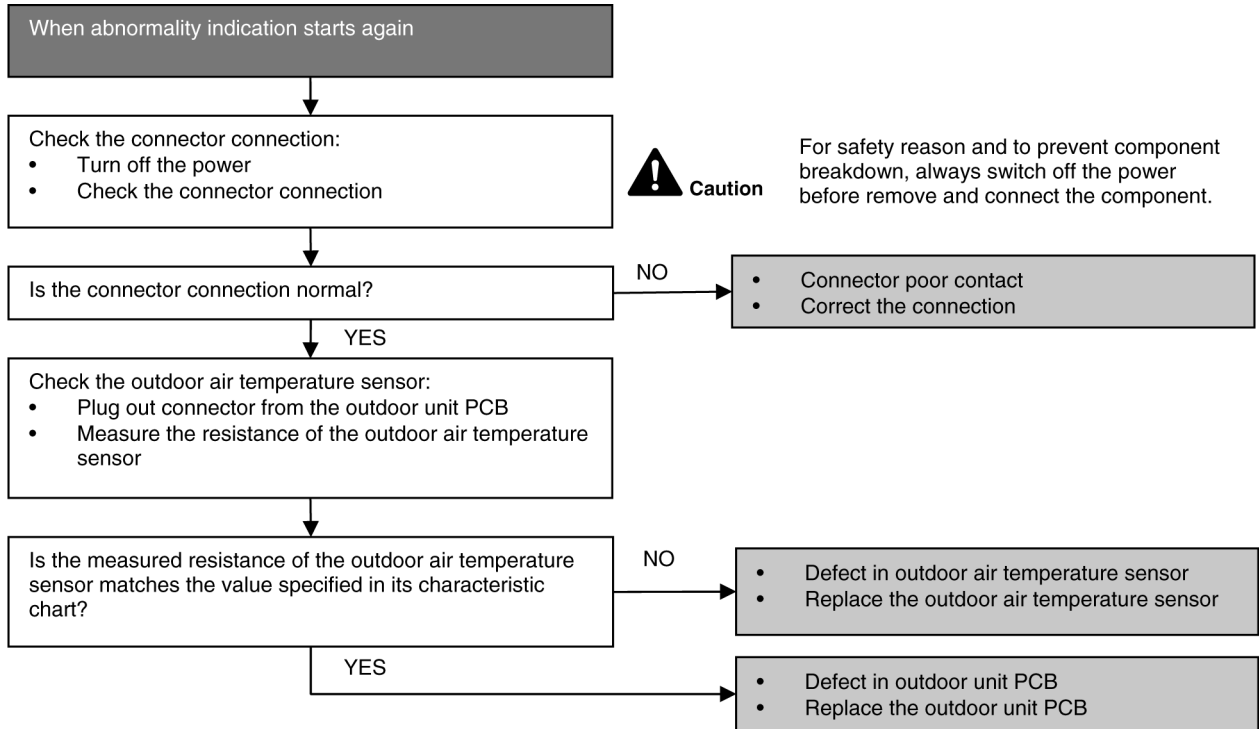 When abnormality indication starts again
Check the connector connection:
• Turn off the power
• Check the connector connection
Caution
For safety reason and to prevent component
breakdown, always switch off the power
before remove and connect the component.
Is the connector connection normal?
NO
• Connector poor contact
• Correct the connection
YES
Check the outdoor air temperature sensor:
• Plug out connector from the outdoor unit PCB
• Measure the resistance of the outdoor air temperature
sensor
Is the measured resistance of the outdoor air temperature
sensor matches the value specified in its characteristic
chart?
NO
• Defect in outdoor air temperature sensor
• Replace the outdoor air temperature sensor
YES
• Defect in outdoor unit PCB
• Replace the outdoor unit PCB